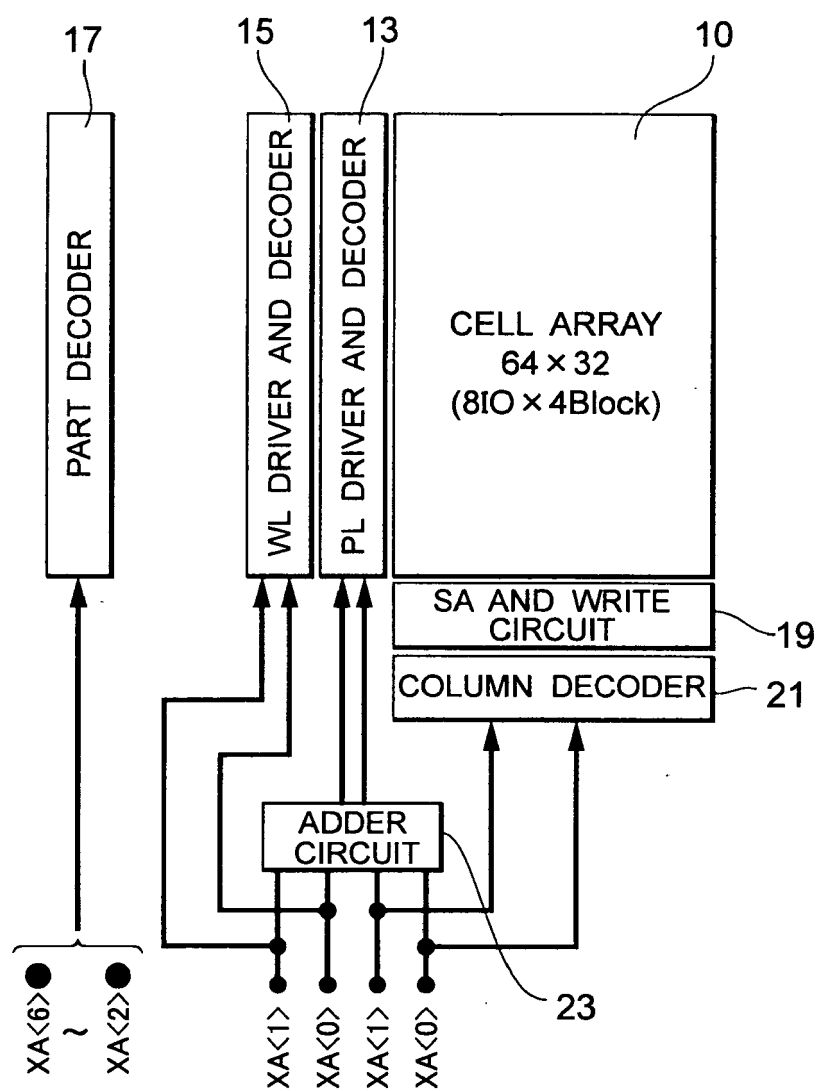 17
15
13
10
PART DECODER
WL DRIVER AND DECODER
PL DRIVER AND DECODER
CELL ARRAY
64×32
(8IO×4Block)
SA AND WRITE
CIRCUIT
19
COLUMN DECODER
21
ADDER
CIRCUIT
23
XA<6>
~
XA<2>
XA<1>
XA<0>
XA<1>
XA<0>